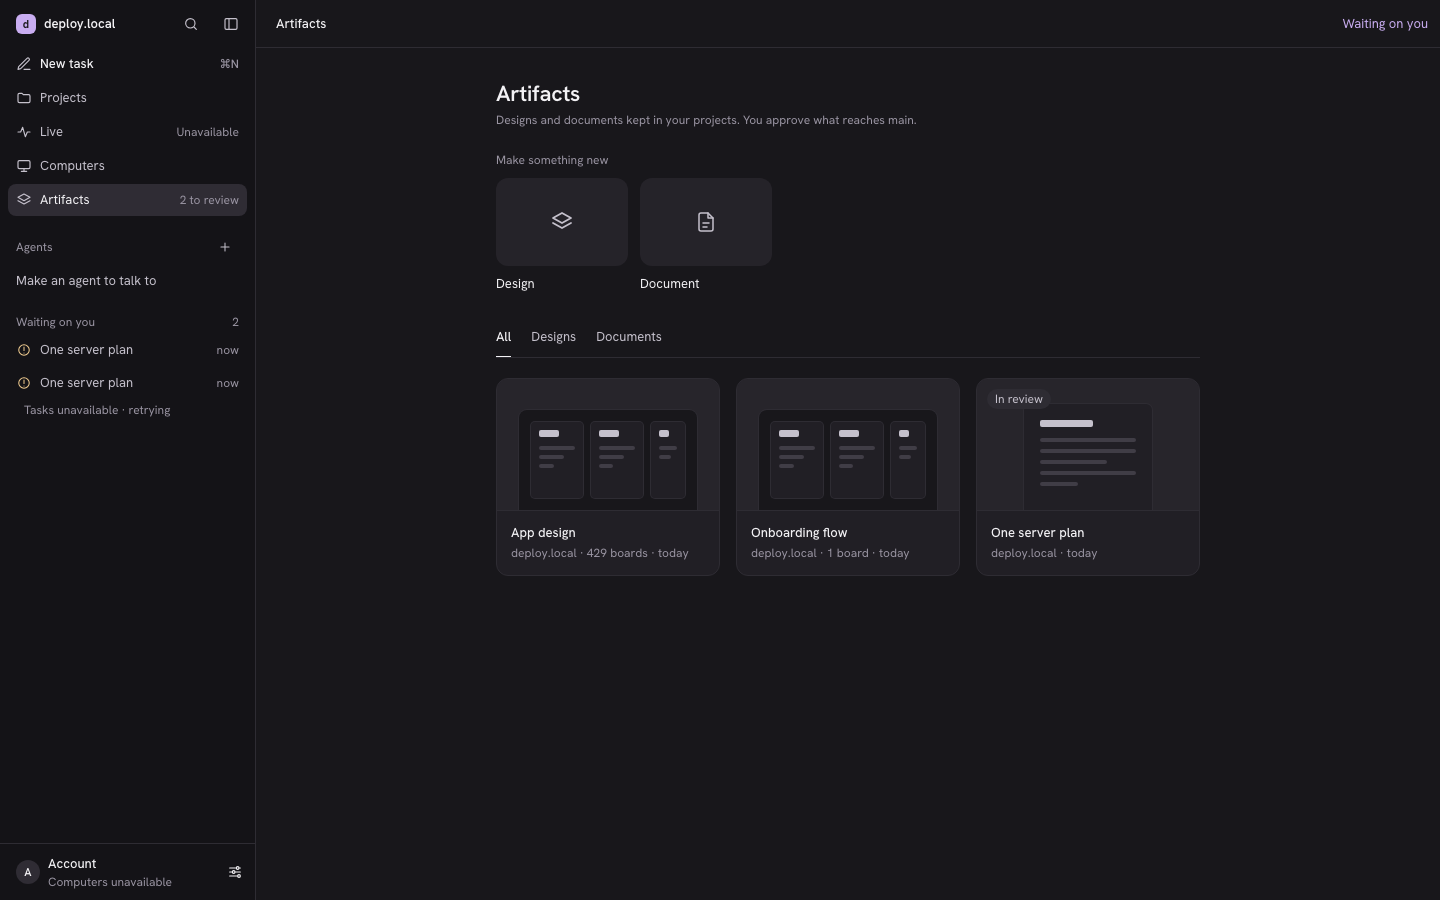 d deploy.local
New task ⌘N
Projects
Live Unavailable
Computers
Artifacts 2 to review
Agents
Make an agent to talk to
Waiting on you 2
One server plan now
One server plan now
Tasks unavailable · retrying
A Account
Computers unavailable
Artifacts Waiting on you
Artifacts
Designs and documents kept in your projects. You approve what reaches main.
Make something new
Design Document
All Designs Documents
In review
App design
deploy.local · 429 boards · today
Onboarding flow
deploy.local · 1 board · today
One server plan
deploy.local · today